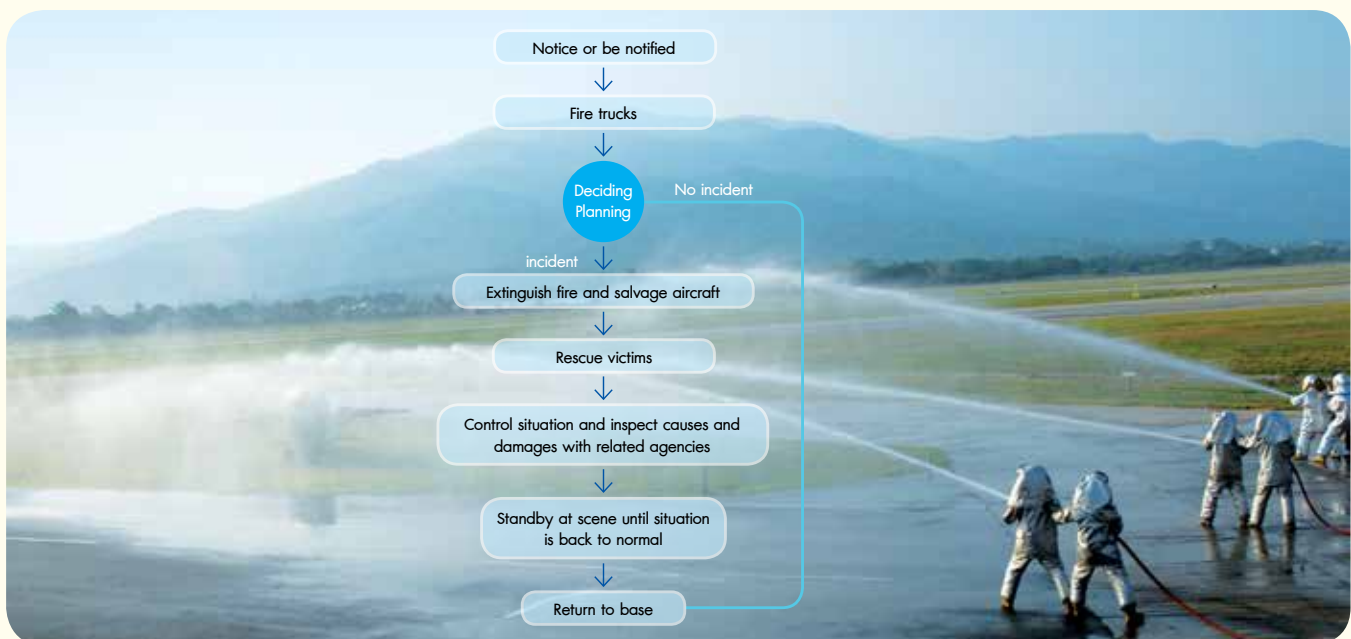 Notice or be notified
Fire trucks
Deciding
Planning
No incident
incident
Extinguish fire and salvage aircraft
Rescue victims
Control situation and inspect causes and
damages with related agencies
Standby at scene until situation
is back to normal
Return to base